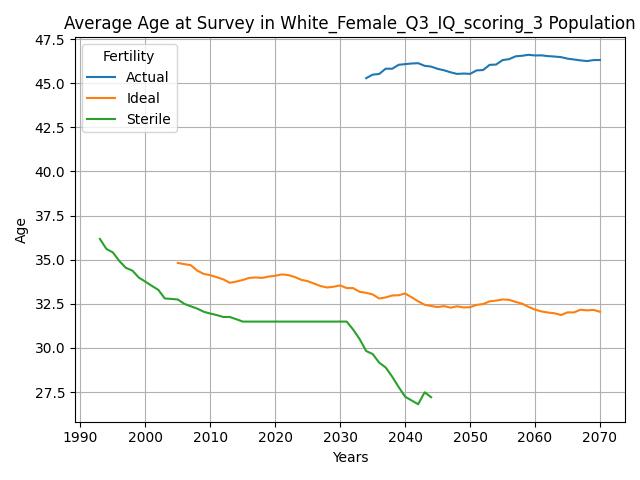 Average Age at Survey in White_Female_Q3_IQ_scoring_3 Population
47.5
45.0
42.5
40.0
37.5
35.0
32.5
30.0
27.5
Age
Fertility
Actual
Ideal
Sterile
1990 2000 2010 2020 2030 2040 2050 2060 2070
Years